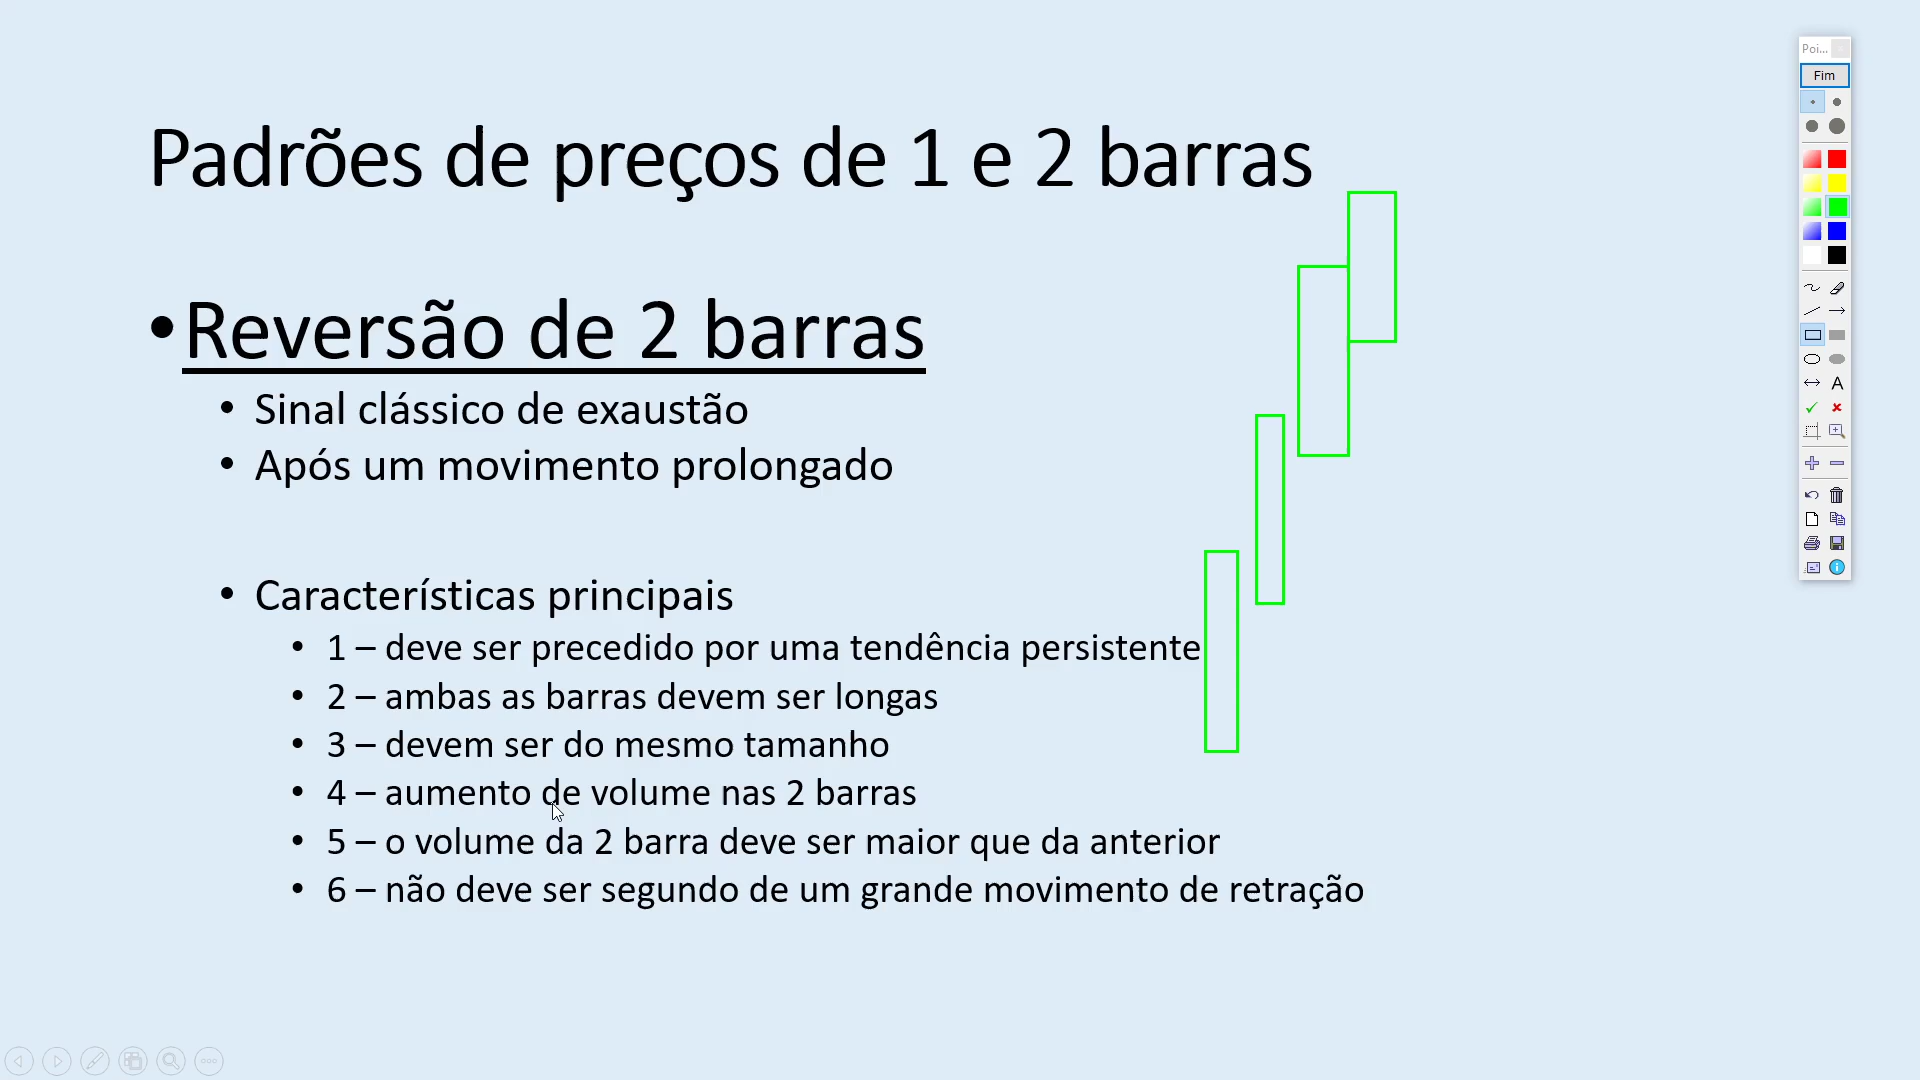 Padrões de preços de 1 e 2 barras
•Reversão de 2 barras
• Sinal clássico de exaustão
• Após um movimento prolongado
• Características principais
• 1 – deve ser precedido por uma tendência persistente
• 2 – ambas as barras devem ser longas
• 3 – devem ser do mesmo tamanho
• 4 – aumento de volume nas 2 barras
• 5 – o volume da 2 barra deve ser maior que da anterior
• 6 – não deve ser segundo de um grande movimento de retração
Poi...
Fim
A